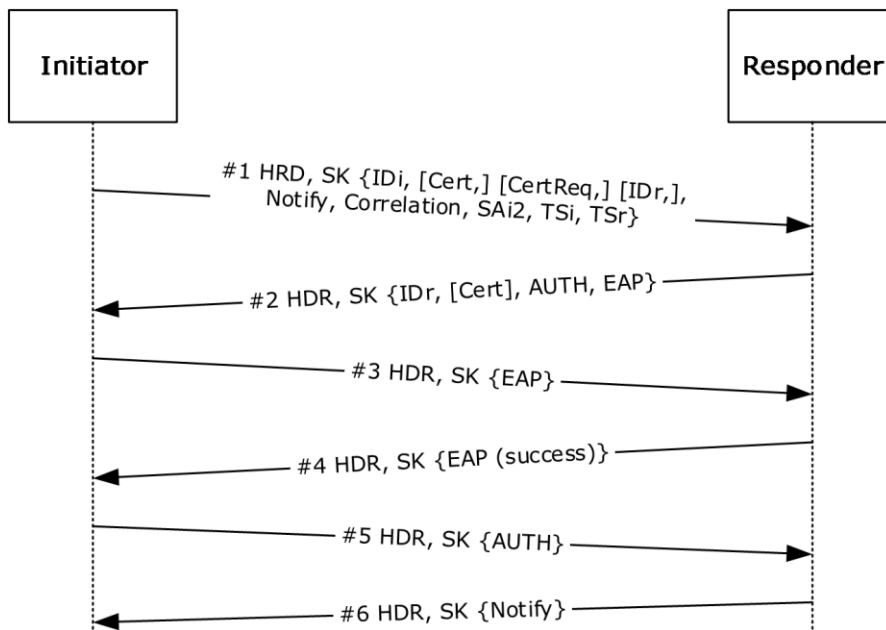 Initiator
Responder
#1 HRD, SK {IDi, [Cert,] [CertReq,] [IDr,],
Notify, Correlation, SAi2, TSi, TSr}
#2 HDR, SK {IDr, [Cert], AUTH, EAP}
#3 HDR, SK {EAP}
#4 HDR, SK {EAP (success)}
#5 HDR, SK {AUTH}
#6 HDR, SK {Notify}